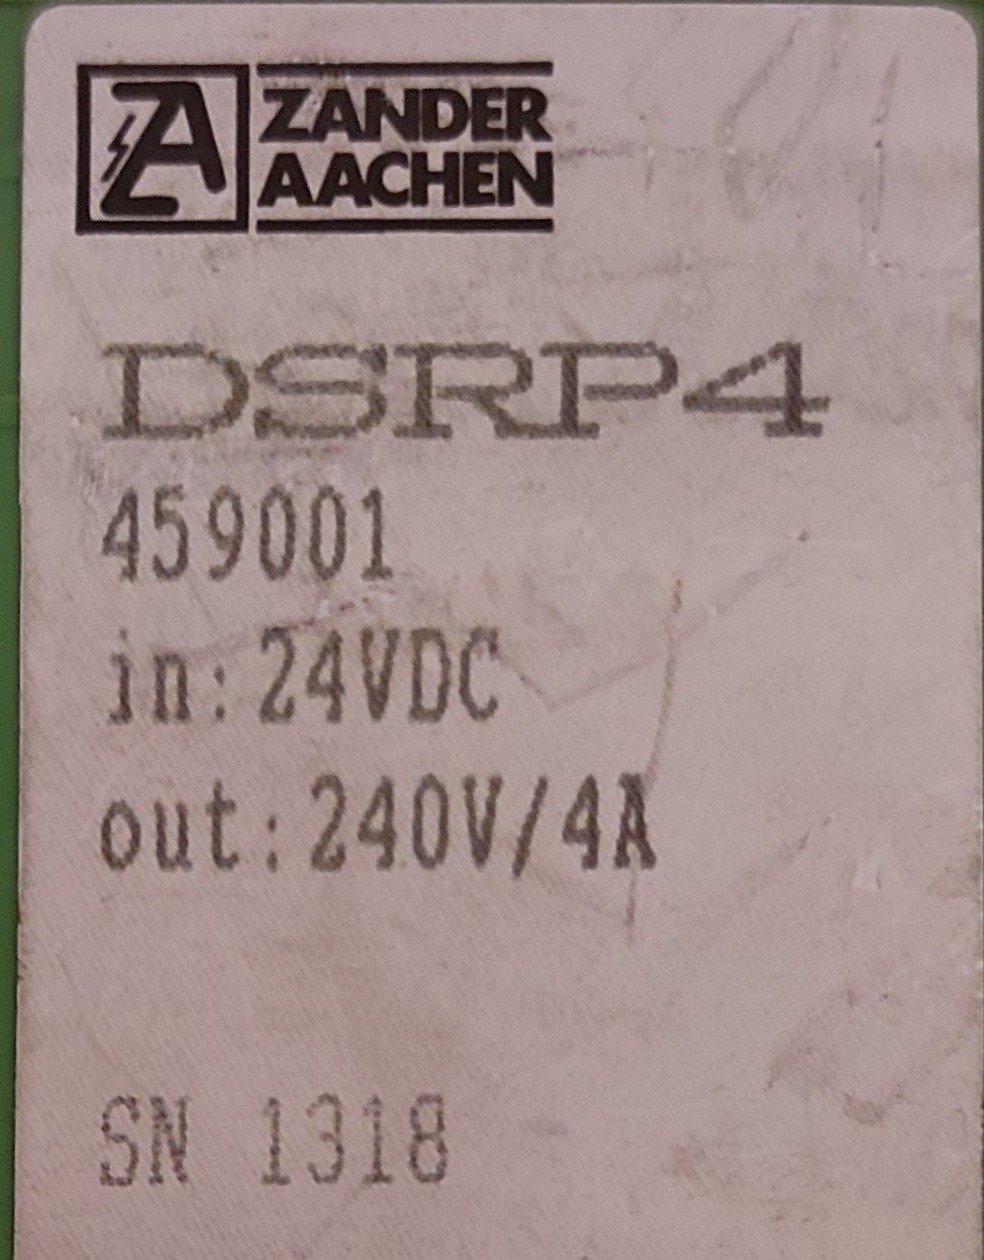 ZANDER
AACHEN
DSRP4
459001
in:24VDC
out:240V/4A
SN 1318